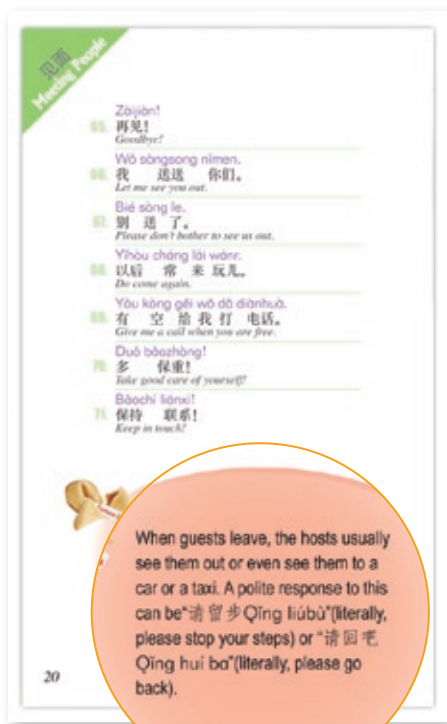 见面
Meeting People
Zàijiàn!
65. 再见!
Goodbye!
Wǒ sòngsong nǐmen.
66. 我 送送 你们。
Let me see you out.
Bié sòng le.
67. 别 送 了。
Please don't bother to see us out.
Yǐhòu cháng lái wánr.
68. 以后 常 来 玩儿。
Do come again.
Yǒu kòng gěi wǒ dǎ diànhuà.
69. 有 空 给 我 打 电话。
Give me a call when you are free.
Duō bǎozhòng!
70. 多 保重!
Take good care of yourself!
Bǎochí liánxì!
71. 保持 联系!
Keep in touch!
When guests leave, the hosts usually
see them out or even see them to a
car or a taxi. A polite response to this
can be“请留步Qǐng liúbù”(literally,
please stop your steps) or “请回吧
Qǐng huí ba”(literally, please go
back).
20